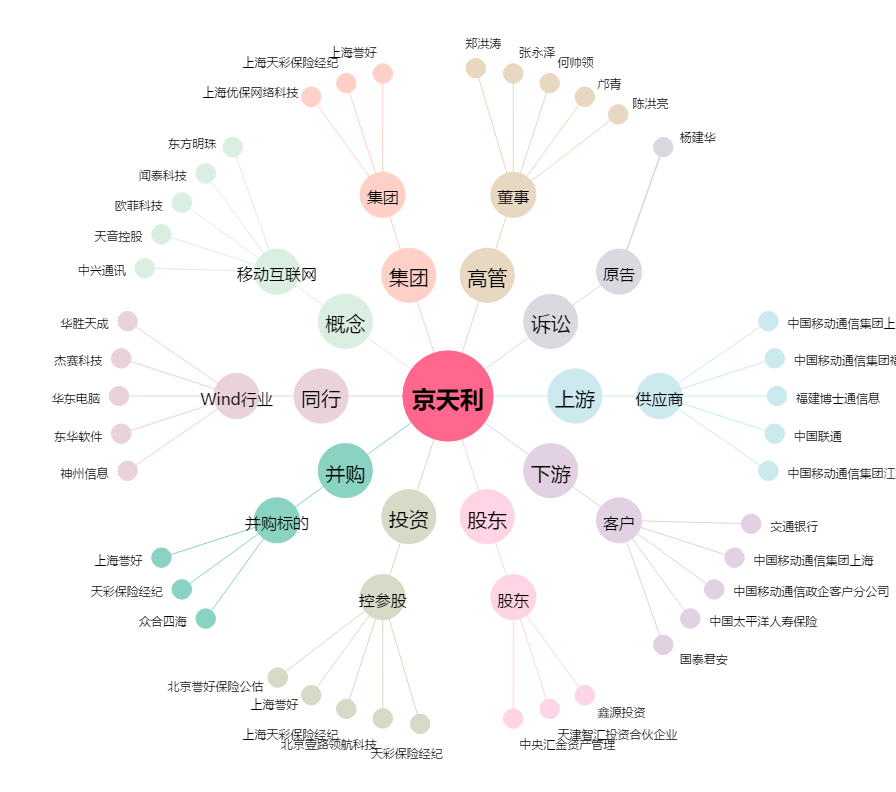 郑洪涛
上海誉好
张永泽
上海天彩保险经纪
何帅领
上海优保网络科技
邝青
陈洪亮
东方明珠
杨建华
闻泰科技
集团
董事
欧菲科技
天音控股
中兴通讯
移动互联网
集团
高管
原告
华胜天成
概念
诉讼
中国移动通信集团上
杰赛科技
中国移动通信集团福
华东电脑
Wind行业
同行
京天利
上游
供应商
福建博士通信息
东华软件
中国联通
神州信息
并购
下游
中国移动通信集团江
并购标的
投资
股东
客户
交通银行
上海誉好
中国移动通信集团上海
天彩保险经纪
中国移动通信政企客户分公司
众合四海
控参股
股东
中国太平洋人寿保险
国泰君安
北京誉好保险公估
上海誉好
鑫源投资
上海天彩保险经纪
天津智汇投资合伙企业
北京壹路领航科技
中央汇金资产管理
天彩保险经纪